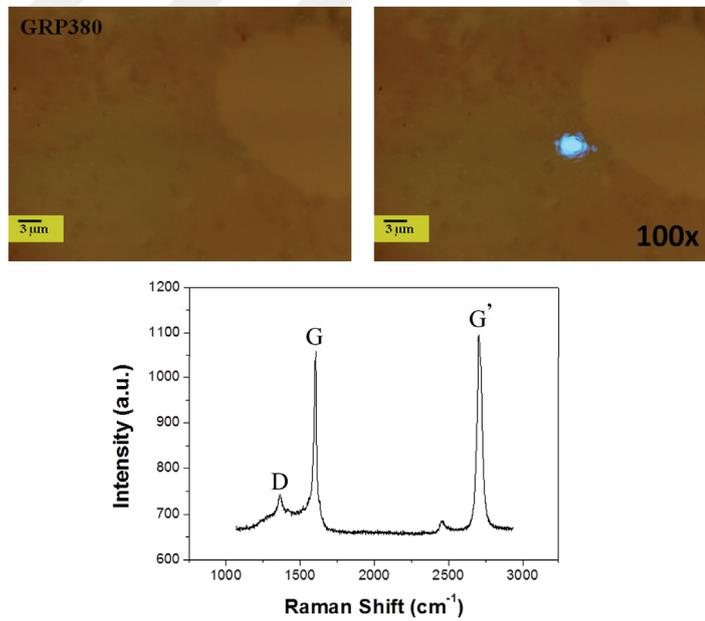 GRP380
3 μm
3 μm
100x
1200
1100
1000
900
800
700
600
Intensity (a.u.)
D
G
G’
1000
1500
2000
2500
3000
Raman Shift (cm⁻¹)